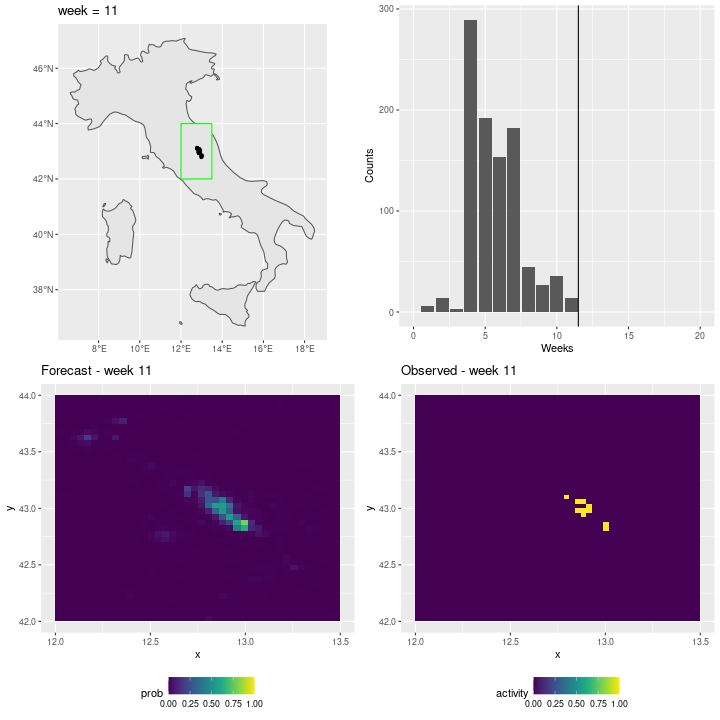 week = 11
46°N
44°N
42°N
40°N
38°N
8°E 10°E 12°E 14°E 16°E 18°E
Counts
300
200
100
0
0 5 10 15 20
Weeks
Forecast - week 11
y
44.0
43.5
43.0
42.5
42.0
12.0 12.5 13.0 13.5
x
prob
0.00 0.25 0.50 0.75 1.00
Observed - week 11
y
44.0
43.5
43.0
42.5
42.0
12.0 12.5 13.0 13.5
x
activity
0.00 0.25 0.50 0.75 1.00